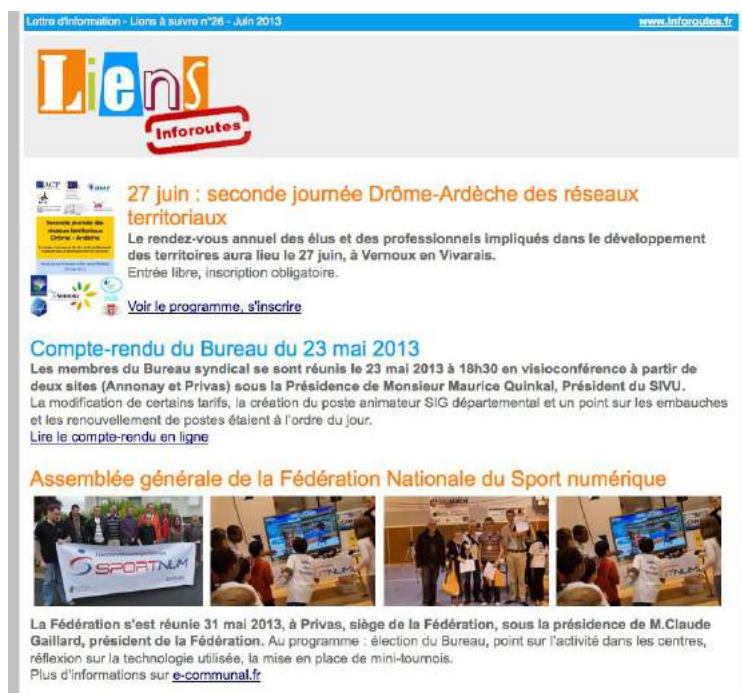 Lettre d'information - Liens à suivre n°26 - Juin 2013
www.inforoutes.fr
Liens
Inforoutes
27 juin : seconde journée Drôme-Ardèche des réseaux
territoriaux
Le rendez-vous annuel des élus et des professionnels impliqués dans le développement
des territoires aura lieu le 27 juin, à Vernoux en Vivarais.
Entrée libre, inscription obligatoire.
Voir le programme, s'inscrire
Seconde journée des
réseaux territoriaux
Drôme - Ardèche
Compte-rendu du Bureau du 23 mai 2013
Les membres du Bureau syndical se sont réunis le 23 mai 2013 à 18h30 en visioconférence à partir de
deux sites (Annonay et Privas) sous la Présidence de Monsieur Maurice Quinkal, Président du SIVU.
La modification de certains tarifs, la création du poste animateur SIG départemental et un point sur les embauches
et les renouvellement de postes étaient à l'ordre du jour.
Lire le compte-rendu en ligne
Assemblée générale de la Fédération Nationale du Sport numérique
SPORTNUM
La Fédération s'est réunie 31 mai 2013, à Privas, siège de la Fédération, sous la présidence de M.Claude
Gaillard, président de la Fédération. Au programme : élection du Bureau, point sur l'activité dans les centres,
réflexion sur la technologie utilisée, la mise en place de mini-tournois.
Plus d'informations sur e-communal.fr